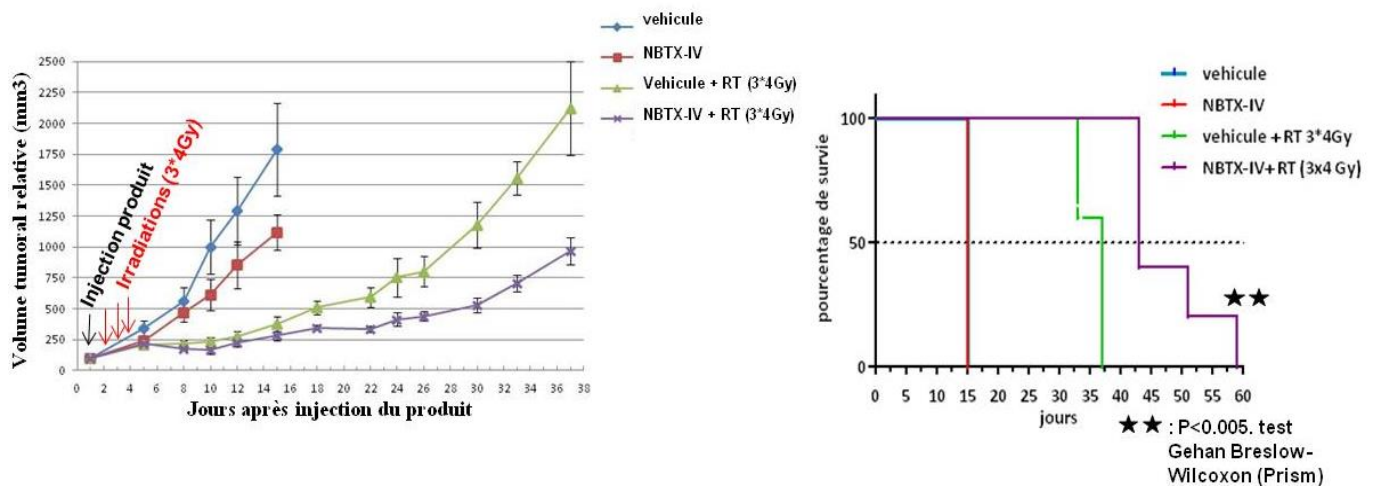 vehicule
NBTX-IV
Vehicule + RT (3*4Gy)
NBTX-IV + RT (3*4Gy)
Volume tumoral relative (mm3)
2500
2250
2000
1750
1500
1250
1000
750
500
250
0
Injection produit
Irradiations (3*4Gy)
0 2 4 6 8 10 12 14 16 18 20 22 24 26 28 30 32 34 36 38
Jours après injection du produit
vehicule
NBTX-IV
vehicule +RT 3*4Gy
NBTX-IV+RT (3x4 Gy)
pourcentage de survie
100
50
0
0 5 10 15 20 25 30 35 40 45 50 55 60
jours
★★
★★ : P<0.005. test
Gehan Breslow-
Wilcoxon (Prism)